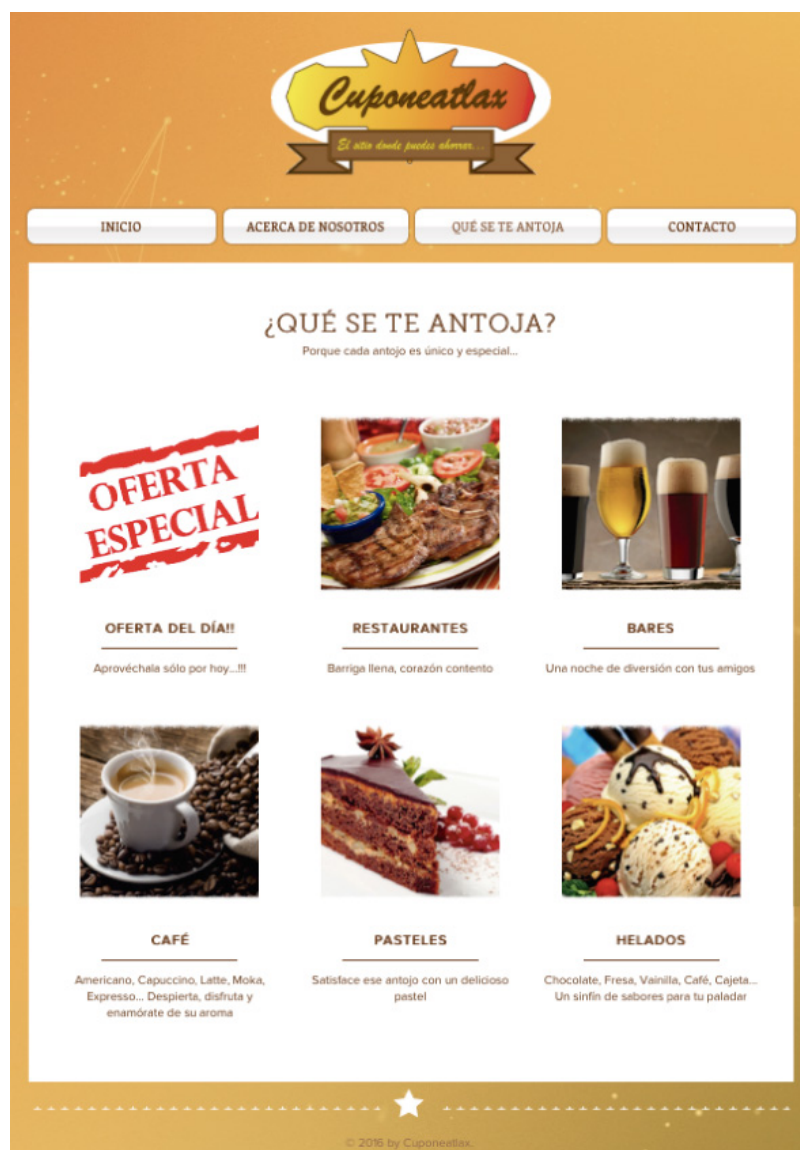 Cuponeatlax
El sitio donde puedes ahorrar...
INICIO
ACERCA DE NOSOTROS
QUÉ SE TE ANTOJA
CONTACTO
¿QUÉ SE TE ANTOJA?
Porque cada antojo es único y especial...
OFERTA
ESPECIAL
OFERTA DEL DÍA!!
Aprovéchala sólo por hoy...!!!
RESTAURANTES
Barriga llena, corazón contento
BARES
Una noche de diversión con tus amigos
CAFÉ
Americano, Capuccino, Latte, Moka,
Expresso... Despierta, disfruta y
enamórate de su aroma
PASTELES
Satisface ese antojo con un delicioso
pastel
HELADOS
Chocolate, Fresa, Vainilla, Café, Cajeta...
Un sinfín de sabores para tu paladar
© 2016 by Cuponeatlax.